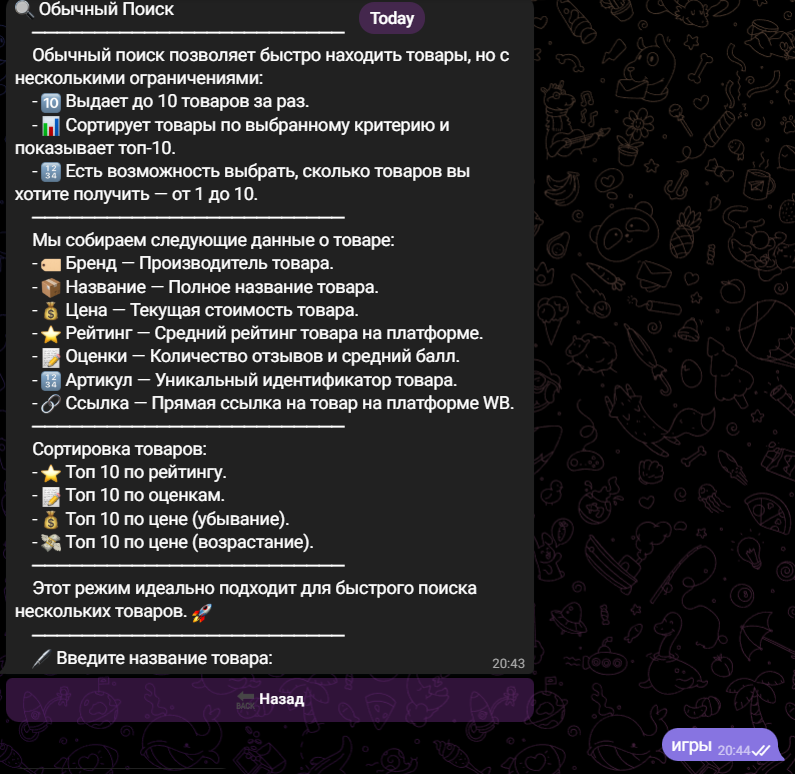 🔍 Обычный Поиск
Today
Обычный поиск позволяет быстро находить товары, но с
несколькими ограничениями:
- 🔟 Выдает до 10 товаров за раз.
- 📊 Сортирует товары по выбранному критерию и
показывает топ-10.
- 🔢 Есть возможность выбрать, сколько товаров вы
хотите получить — от 1 до 10.
Мы собираем следующие данные о товаре:
- 🏷️ Бренд — Производитель товара.
- 📦 Название — Полное название товара.
- 💰 Цена — Текущая стоимость товара.
- ⭐ Рейтинг — Средний рейтинг товара на платформе.
- 📝 Оценки — Количество отзывов и средний балл.
- 🔢 Артикул — Уникальный идентификатор товара.
- 🔗 Ссылка — Прямая ссылка на товар на платформе WB.
Сортировка товаров:
- ⭐ Топ 10 по рейтингу.
- 📝 Топ 10 по оценкам.
- 💰 Топ 10 по цене (убывание).
- 💸 Топ 10 по цене (возрастание).
Этот режим идеально подходит для быстрого поиска
нескольких товаров. 🚀
🖋️ Введите название товара:
20:43
🔙 Назад
игры 20:44